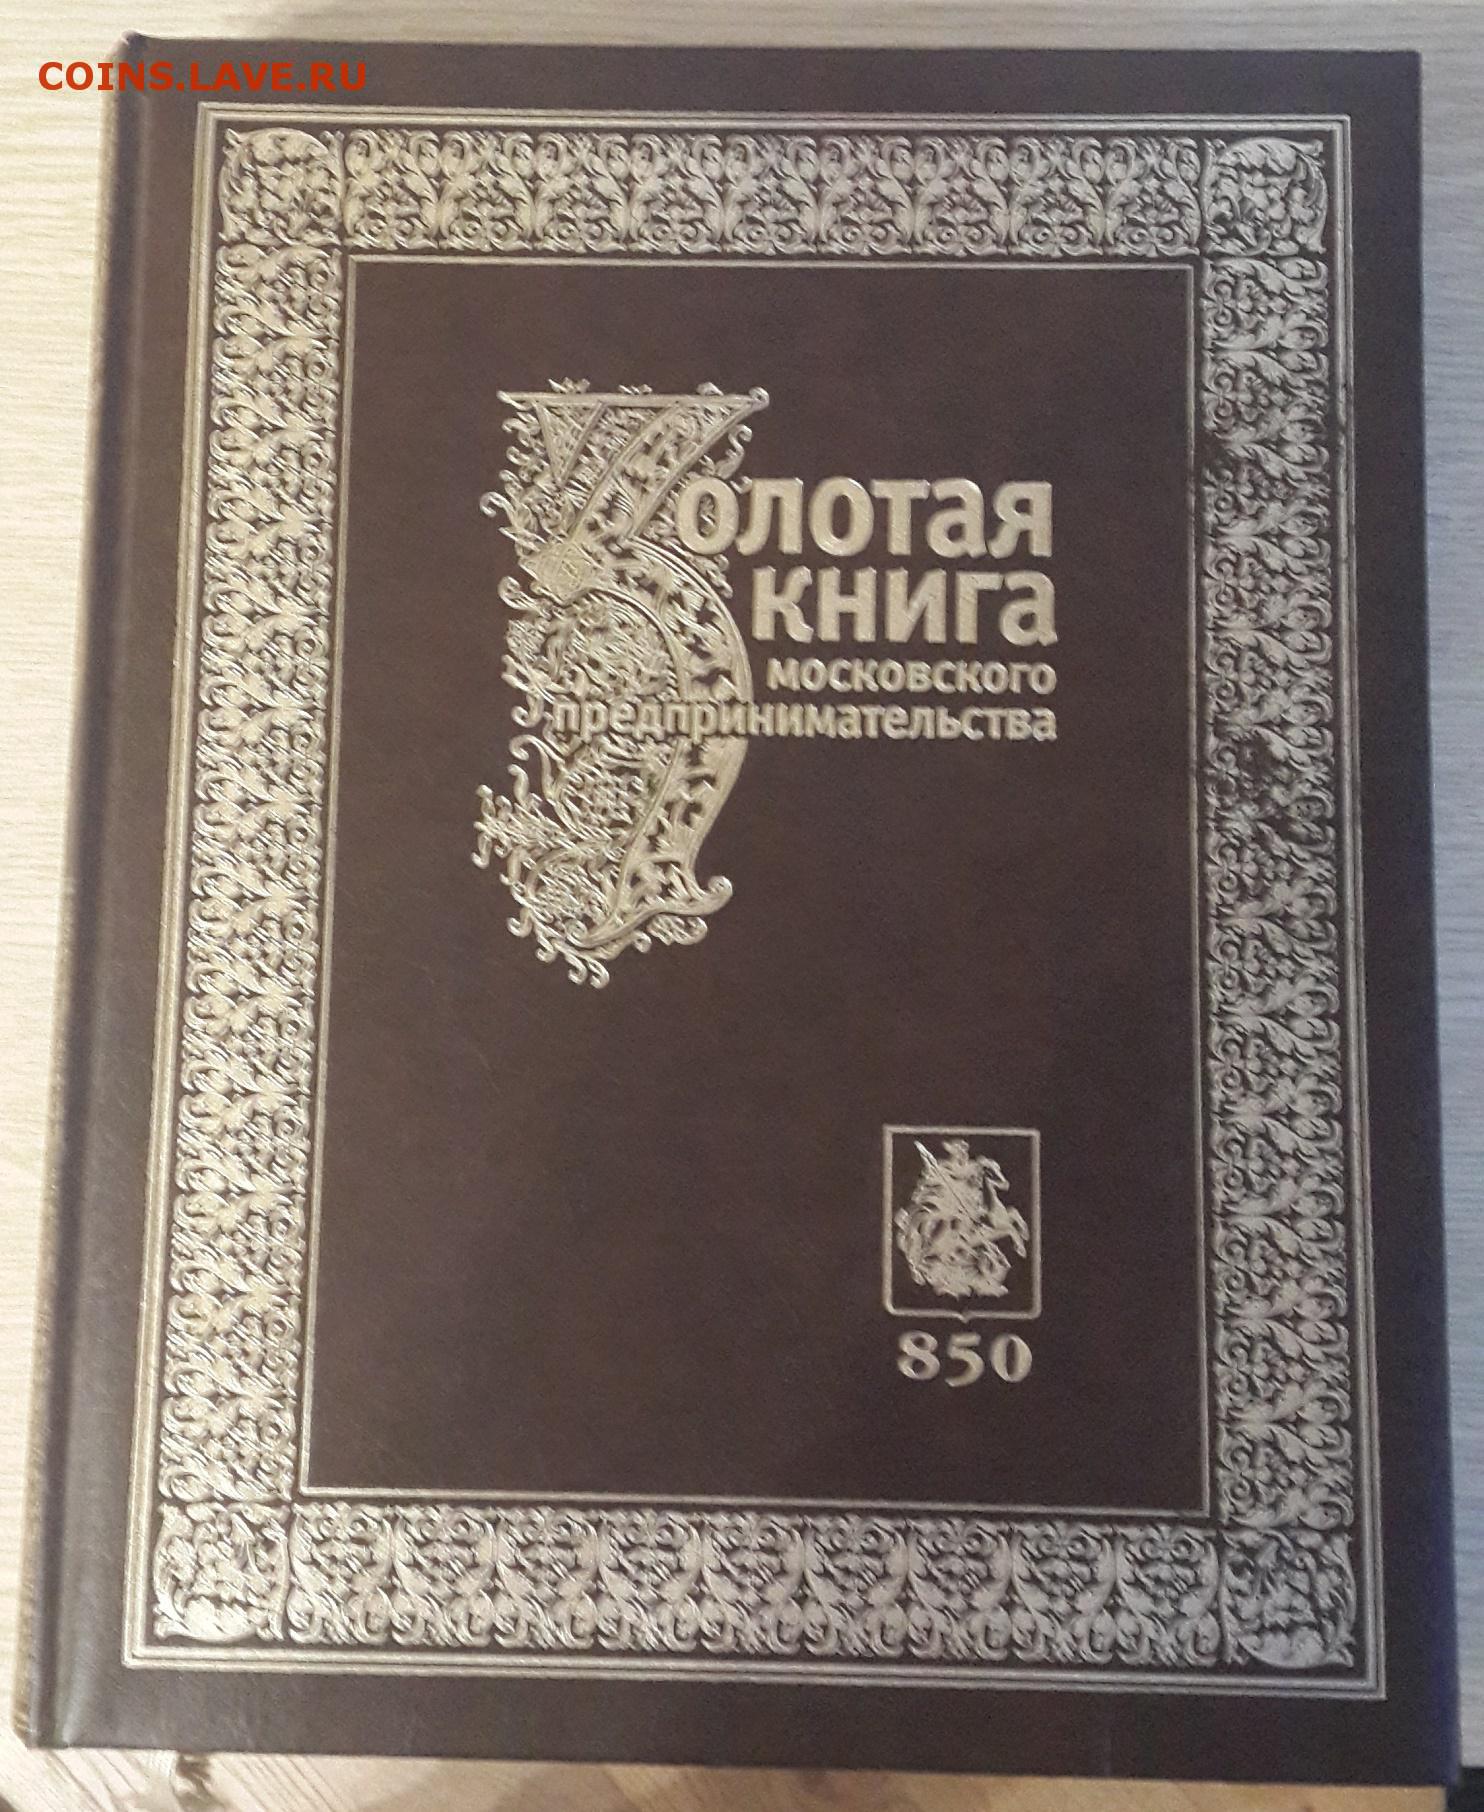 COINS.LAVE.RU
Золотая
книга
московского
предпринимательства
850